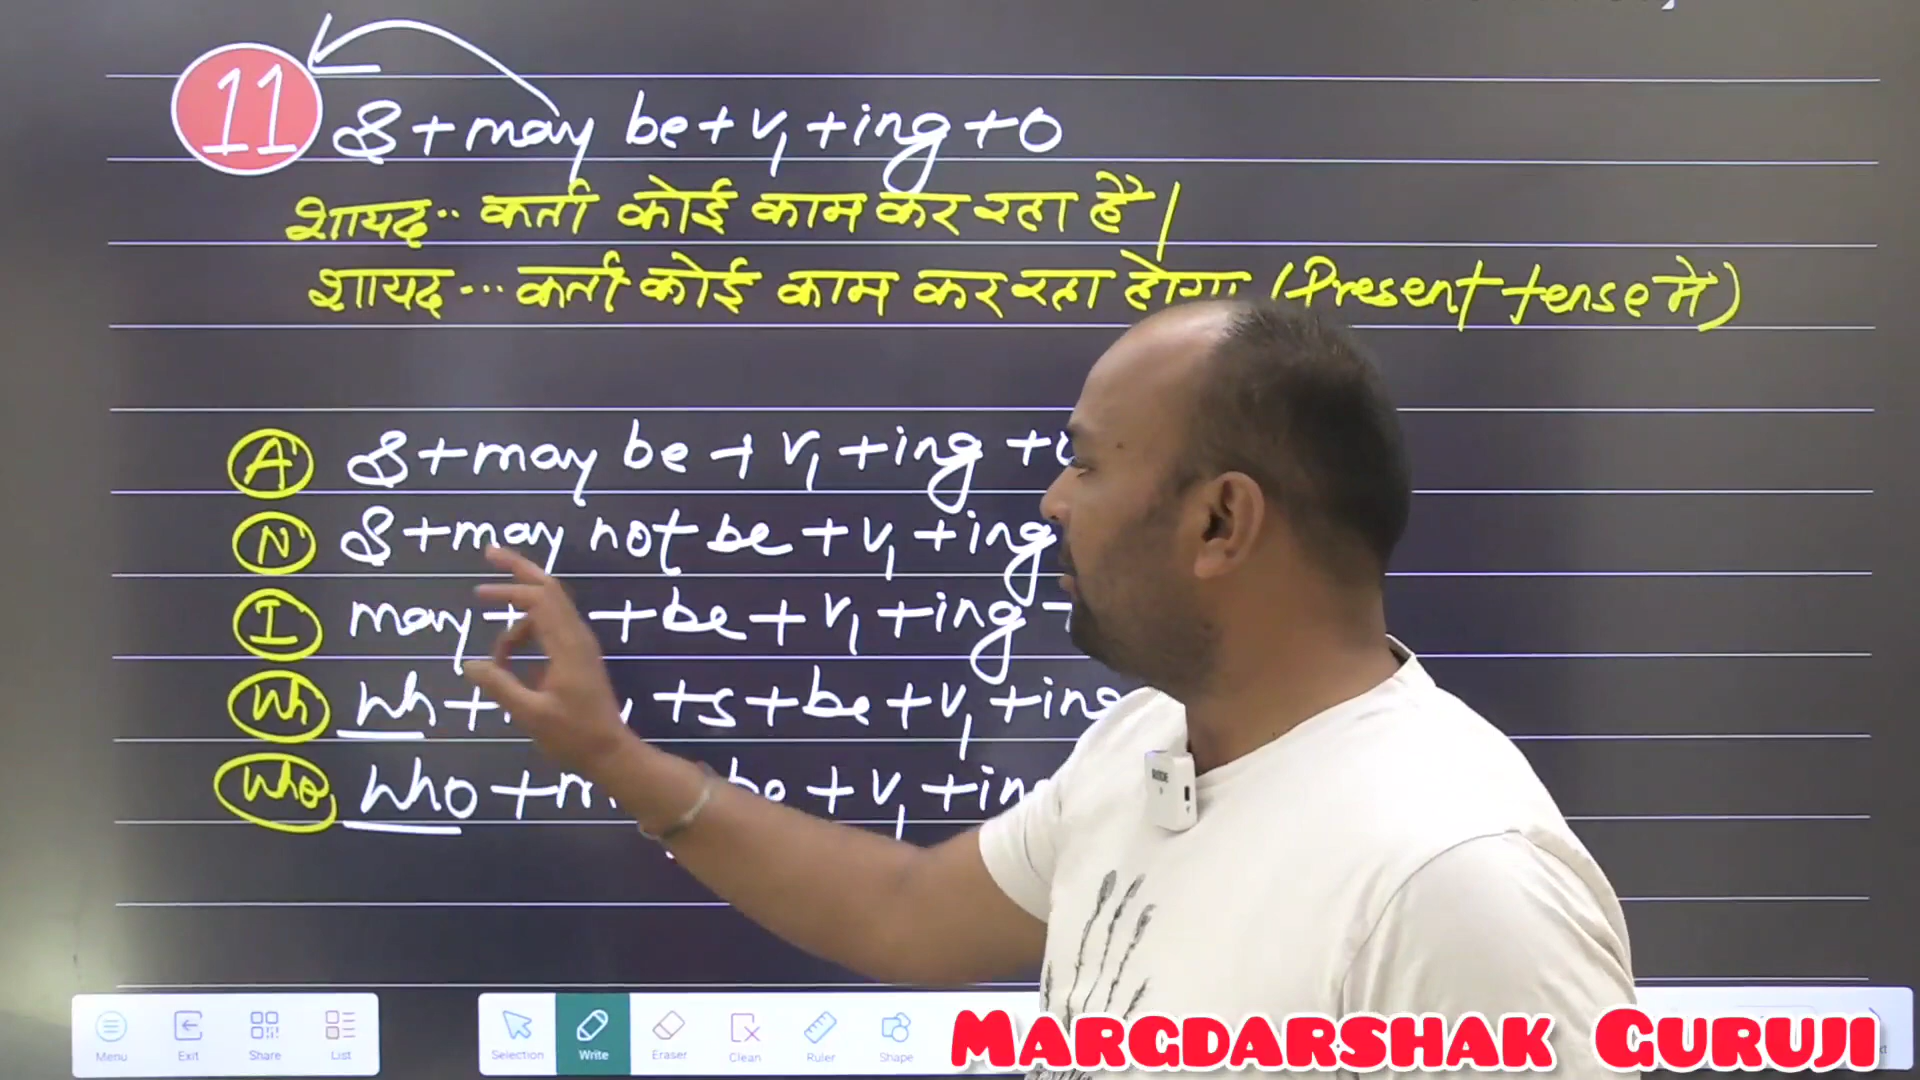 11 S+may be+V1+ing+O
शायद.. कर्ता कोई काम कर रहा है।
शायद... कर्ता कोई काम कर रहा होगा (Present tense में)
A S+may be+V1+ing+
N S+may not be+V1+ing
I may+ +be+V1+ing+
Wh Wh+ +s+be+V1+ing
Who Who+ be+V1+in
Menu Exit Share List Selection Write Eraser Clean Ruler Shape
RODE
MARGDARSHAK GURUJI